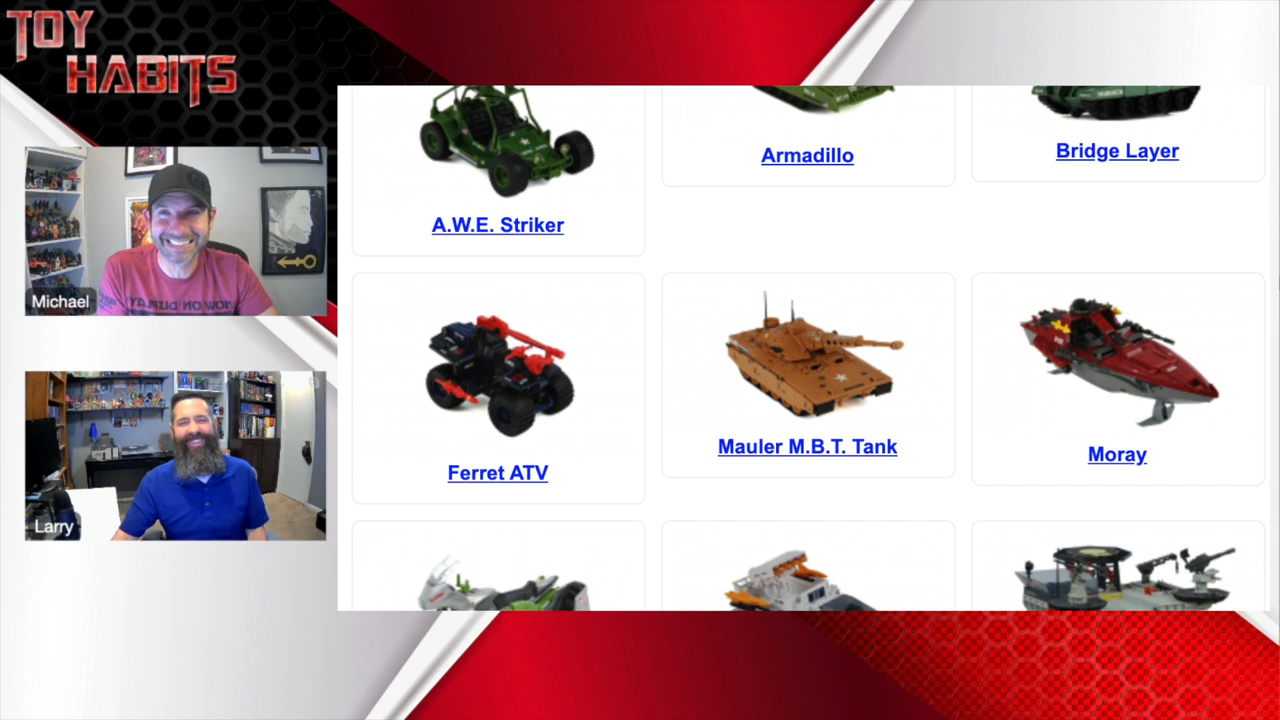 TOY
HABITS
Michael
Larry
A.W.E. Striker
Armadillo
Bridge Layer
Ferret ATV
Mauler M.B.T. Tank
Moray